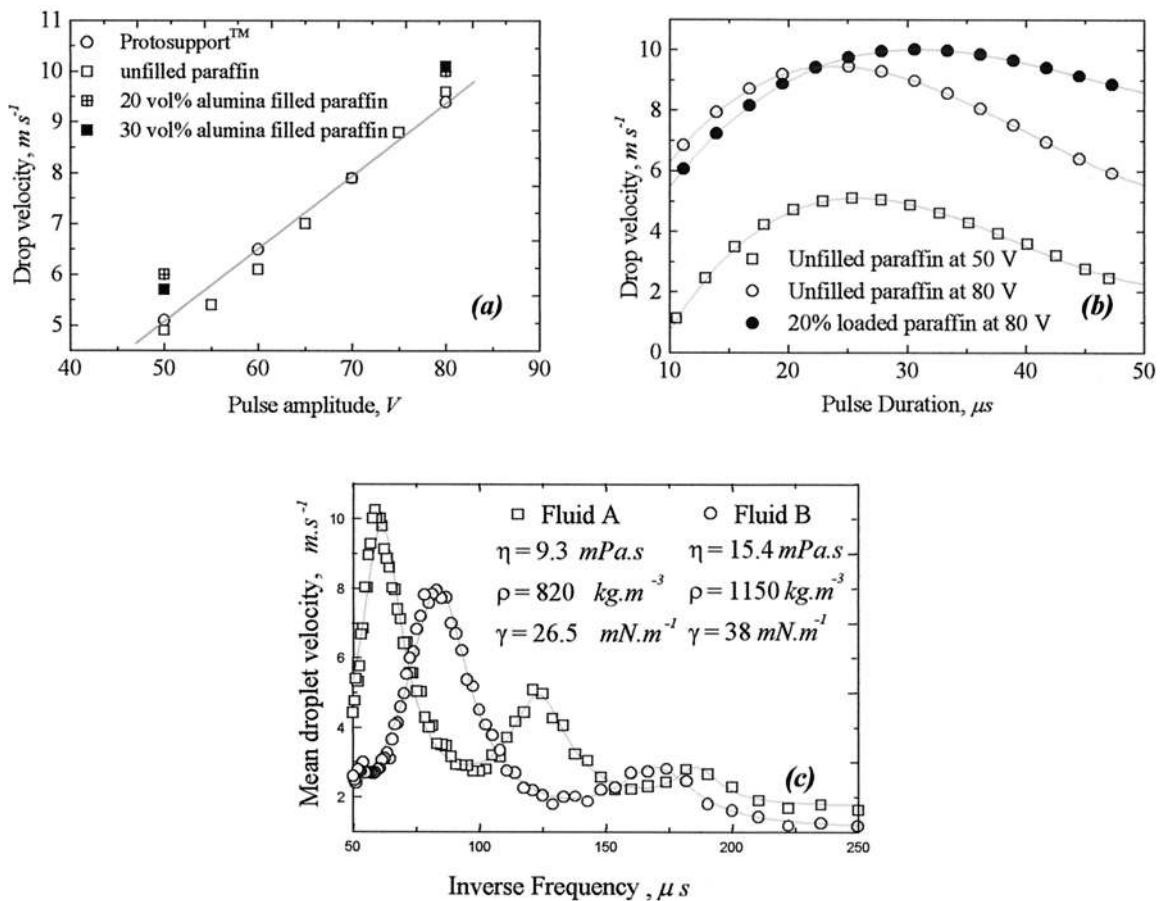 11
10
9
8
7
6
5
Drop velocity, m s⁻¹
Protosupport™
unfilled paraffin
20 vol% alumina filled paraffin
30 vol% alumina filled paraffin
(a)
40 50 60 70 80 90
Pulse amplitude, V
10
8
6
4
2
0
Drop velocity, m s⁻¹
Unfilled paraffin at 50 V
Unfilled paraffin at 80 V
20% loaded paraffin at 80 V
(b)
10 20 30 40 50
Pulse Duration, μs
10
8
6
4
2
Mean droplet velocity, m.s⁻¹
Fluid A Fluid B
η = 9.3 mPa.s η = 15.4 mPa.s
ρ = 820 kg.m⁻³ ρ = 1150 kg.m⁻³
γ = 26.5 mN.m⁻¹ γ = 38 mN.m⁻¹
(c)
50 100 150 200 250
Inverse Frequency , μ s